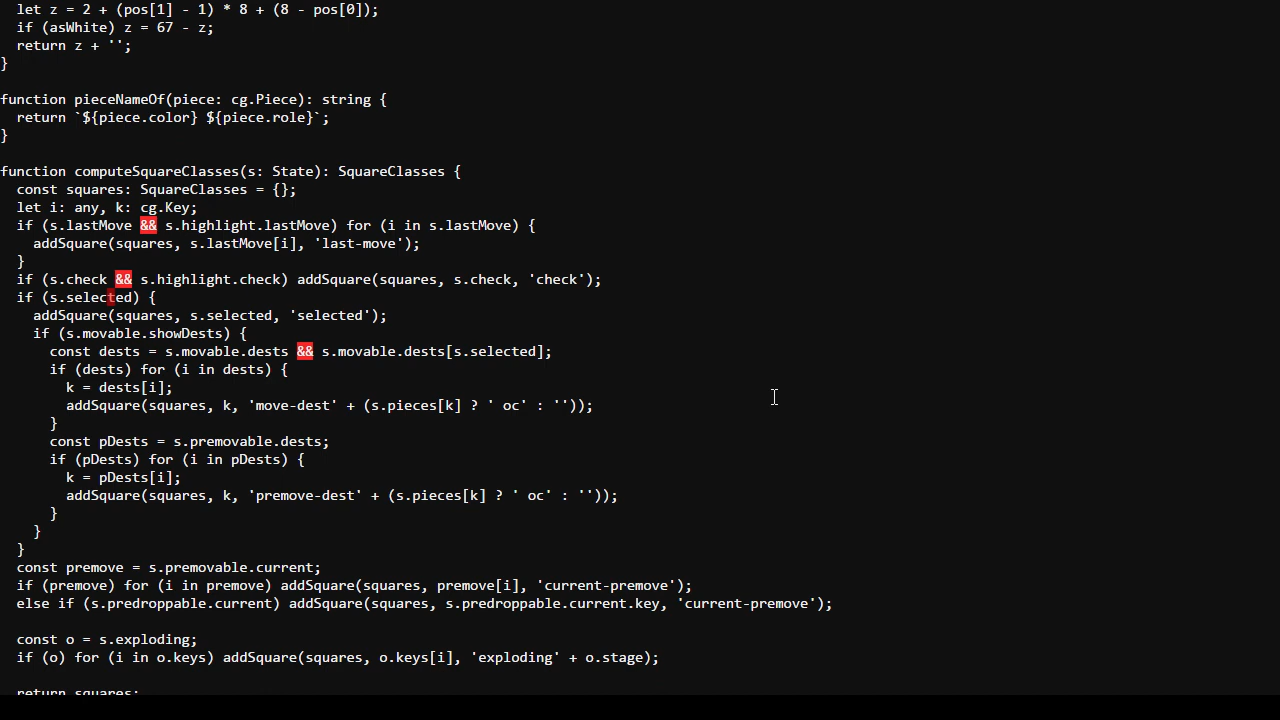 let z = 2 + (pos[1] - 1) * 8 + (8 - pos[0]);
  if (asWhite) z = 67 - z;
  return z + '';
}

function pieceNameOf(piece: cg.Piece): string {
  return `${piece.color} ${piece.role}`;
}

function computeSquareClasses(s: State): SquareClasses {
  const squares: SquareClasses = {};
  let i: any, k: cg.Key;
  if (s.lastMove && s.highlight.lastMove) for (i in s.lastMove) {
    addSquare(squares, s.lastMove[i], 'last-move');
  }
  if (s.check && s.highlight.check) addSquare(squares, s.check, 'check');
  if (s.selected) {
    addSquare(squares, s.selected, 'selected');
    if (s.movable.showDests) {
      const dests = s.movable.dests && s.movable.dests[s.selected];
      if (dests) for (i in dests) {
        k = dests[i];
        addSquare(squares, k, 'move-dest' + (s.pieces[k] ? ' oc' : ''));
      }
      const pDests = s.premovable.dests;
      if (pDests) for (i in pDests) {
        k = pDests[i];
        addSquare(squares, k, 'premove-dest' + (s.pieces[k] ? ' oc' : ''));
      }
    }
  }
  const premove = s.premovable.current;
  if (premove) for (i in premove) addSquare(squares, premove[i], 'current-premove');
  else if (s.predroppable.current) addSquare(squares, s.predroppable.current.key, 'current-premove');

  const o = s.exploding;
  if (o) for (i in o.keys) addSquare(squares, o.keys[i], 'exploding' + o.stage);

  return squares;